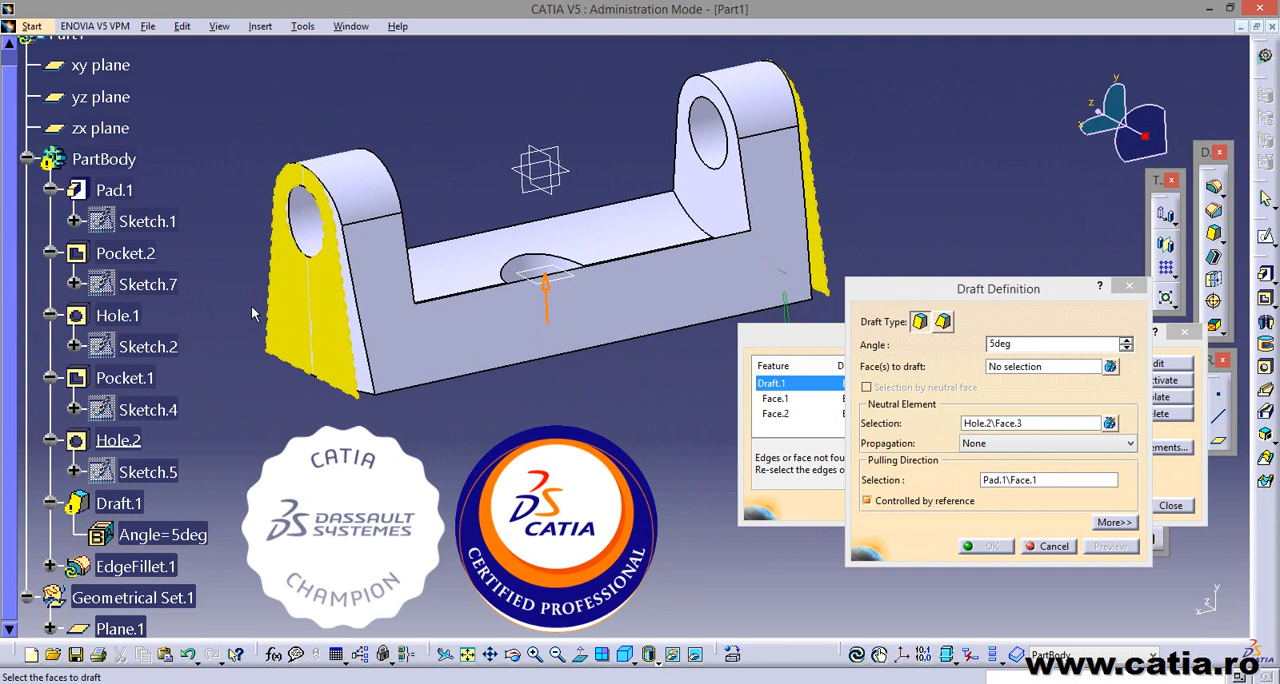 CATIA V5 : Administration Mode - [Part1]
Start ENOVIA V5 VPM File Edit View Insert Tools Window Help
xy plane
yz plane
zx plane
PartBody
Pad.1
Sketch.1
Pocket.2
Sketch.7
Hole.1
Sketch.2
Pocket.1
Sketch.4
Hole.2
Sketch.5
Draft.1
Angle=5deg
EdgeFillet.1
Geometrical Set.1
Plane.1
y
z
x
D..
T..
Feature
Draft.1
Face.1
Face.2
Edges or face not fou
Re-select the edges o
Close
Draft Definition
Draft Type:
Angle : 5deg
Face(s) to draft: No selection
Selection by neutral face
Neutral Element
Selection: Hole.2\Face.3
Propagation: None
Pulling Direction
Selection : Pad.1\Face.1
Controlled by reference
More>>
OK Cancel Preview
CATIA
DASSAULT
SYSTEMES
CHAMPION
CATIA
CERTIFIED PROFESSIONAL
y
z
x
PartBody
www.catia.ro
Select the faces to draft